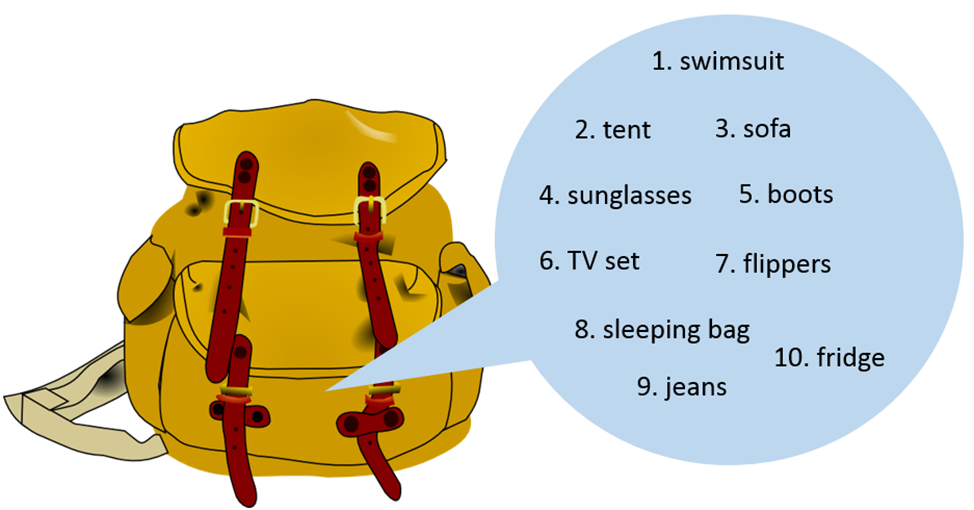 1. swimsuit
2. tent
3. sofa
4. sunglasses
5. boots
6. TV set
7. flippers
8. sleeping bag
9. jeans
10. fridge